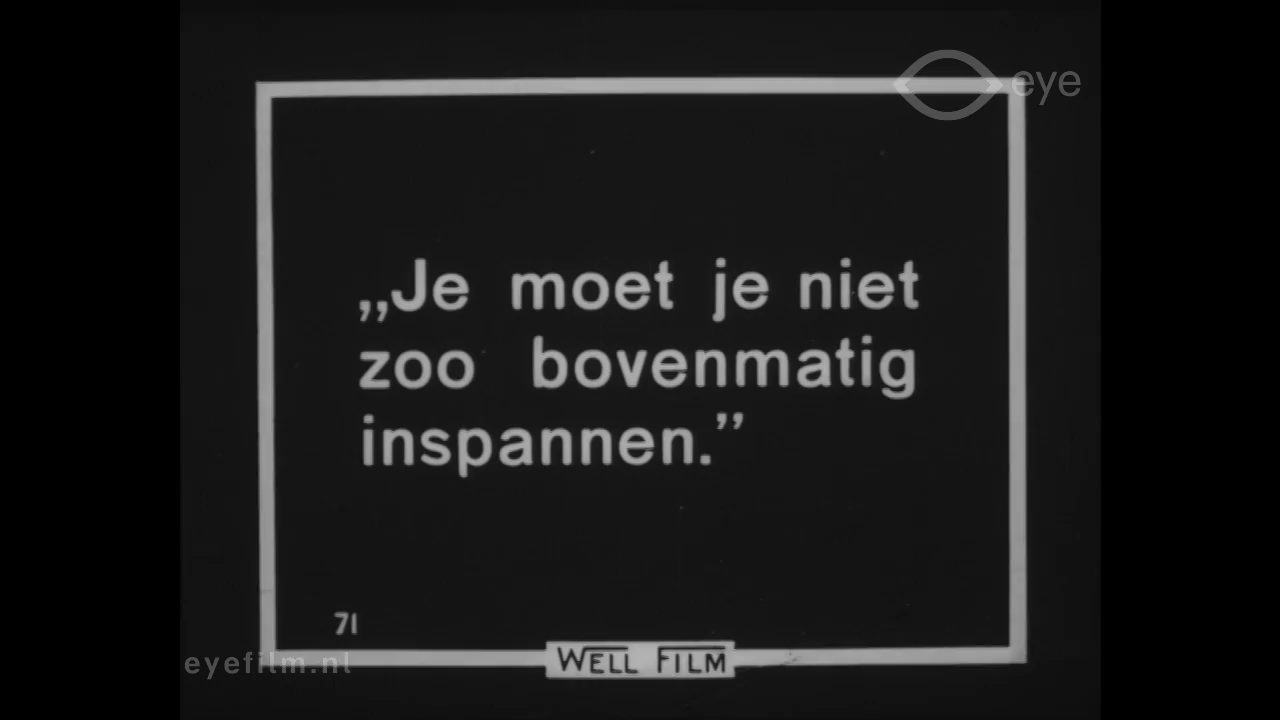 eye
„Je moet je niet
zoo bovenmatig
inspannen.”
71
eyefilm.nl
WELL FILM